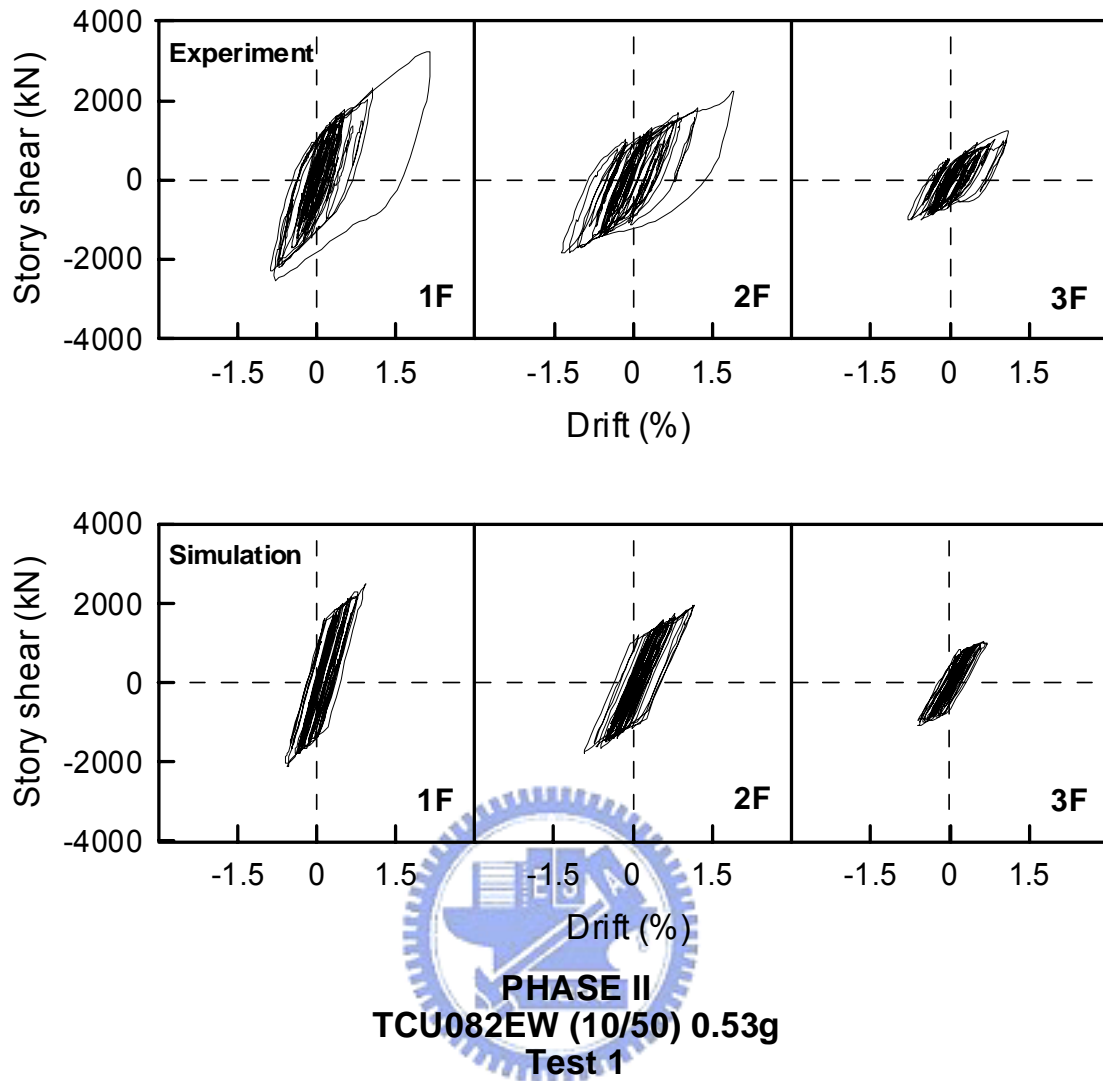 4000
2000
0
-2000
-4000
Story shear (kN)
Experiment
1F
2F
3F
-1.5 0 1.5
-1.5 0 1.5
-1.5 0 1.5
Drift (%)
4000
2000
0
-2000
-4000
Story shear (kN)
Simulation
1F
2F
3F
-1.5 0 1.5
-1.5 0 1.5
-1.5 0 1.5
Drift (%)
PHASE II
TCU082EW (10/50) 0.53g
Test 1